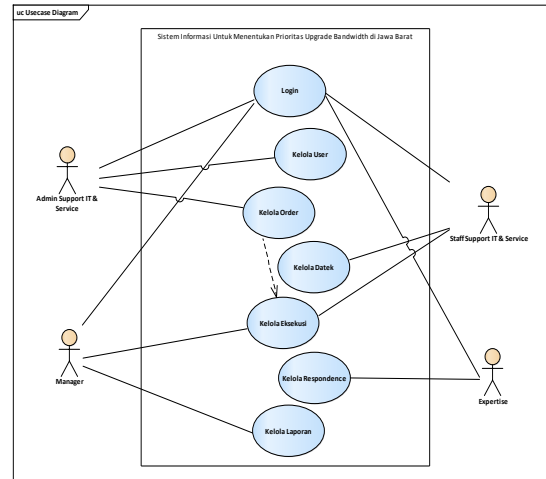 uc Usecase Diagram
Sistem Informasi Untuk Menentukan Prioritas Upgrade Bandwidth di Jawa Barat
Login
Kelola User
Admin Support IT &
Service
Kelola Order
Staff Support IT & Service
Kelola Datek
Kelola Eksekusi
Manager
Kelola Respondence
Expertise
Kelola Laporan